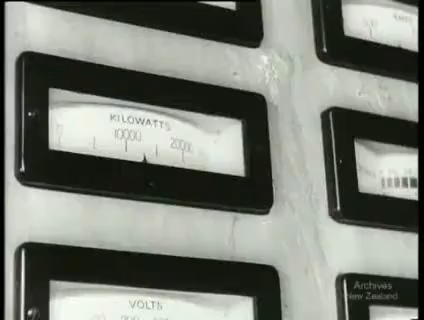 KILOWATTS
10000
20000
VOLTS
Archives
New Zealand